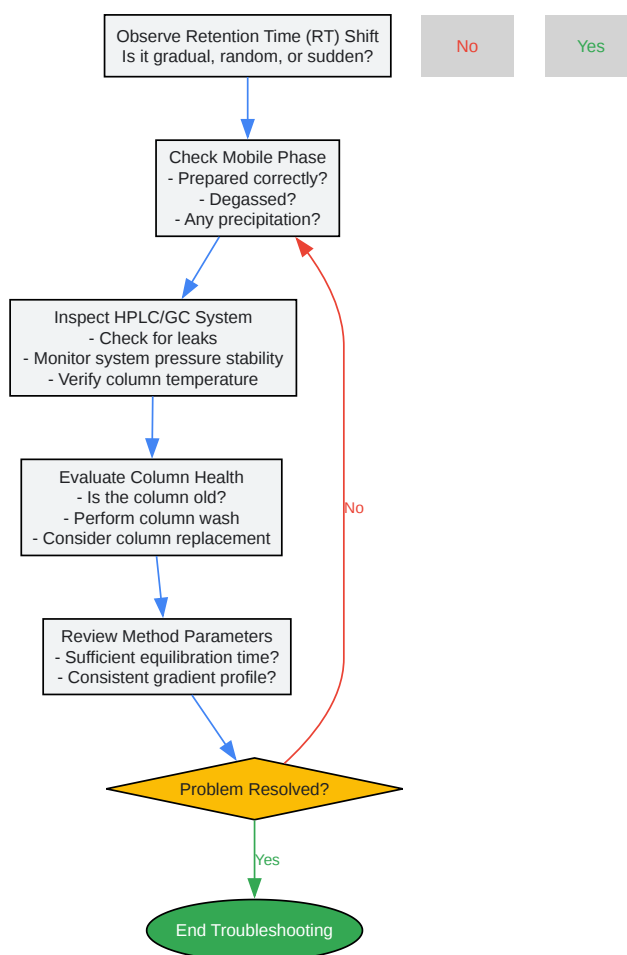 Observe Retention Time (RT) Shift
Is it gradual, random, or sudden?
No
Yes
Check Mobile Phase
- Prepared correctly?
- Degassed?
- Any precipitation?
Inspect HPLC/GC System
- Check for leaks
- Monitor system pressure stability
- Verify column temperature
Evaluate Column Health
- Is the column old?
- Perform column wash
- Consider column replacement
No
Review Method Parameters
- Sufficient equilibration time?
- Consistent gradient profile?
Problem Resolved?
Yes
End Troubleshooting